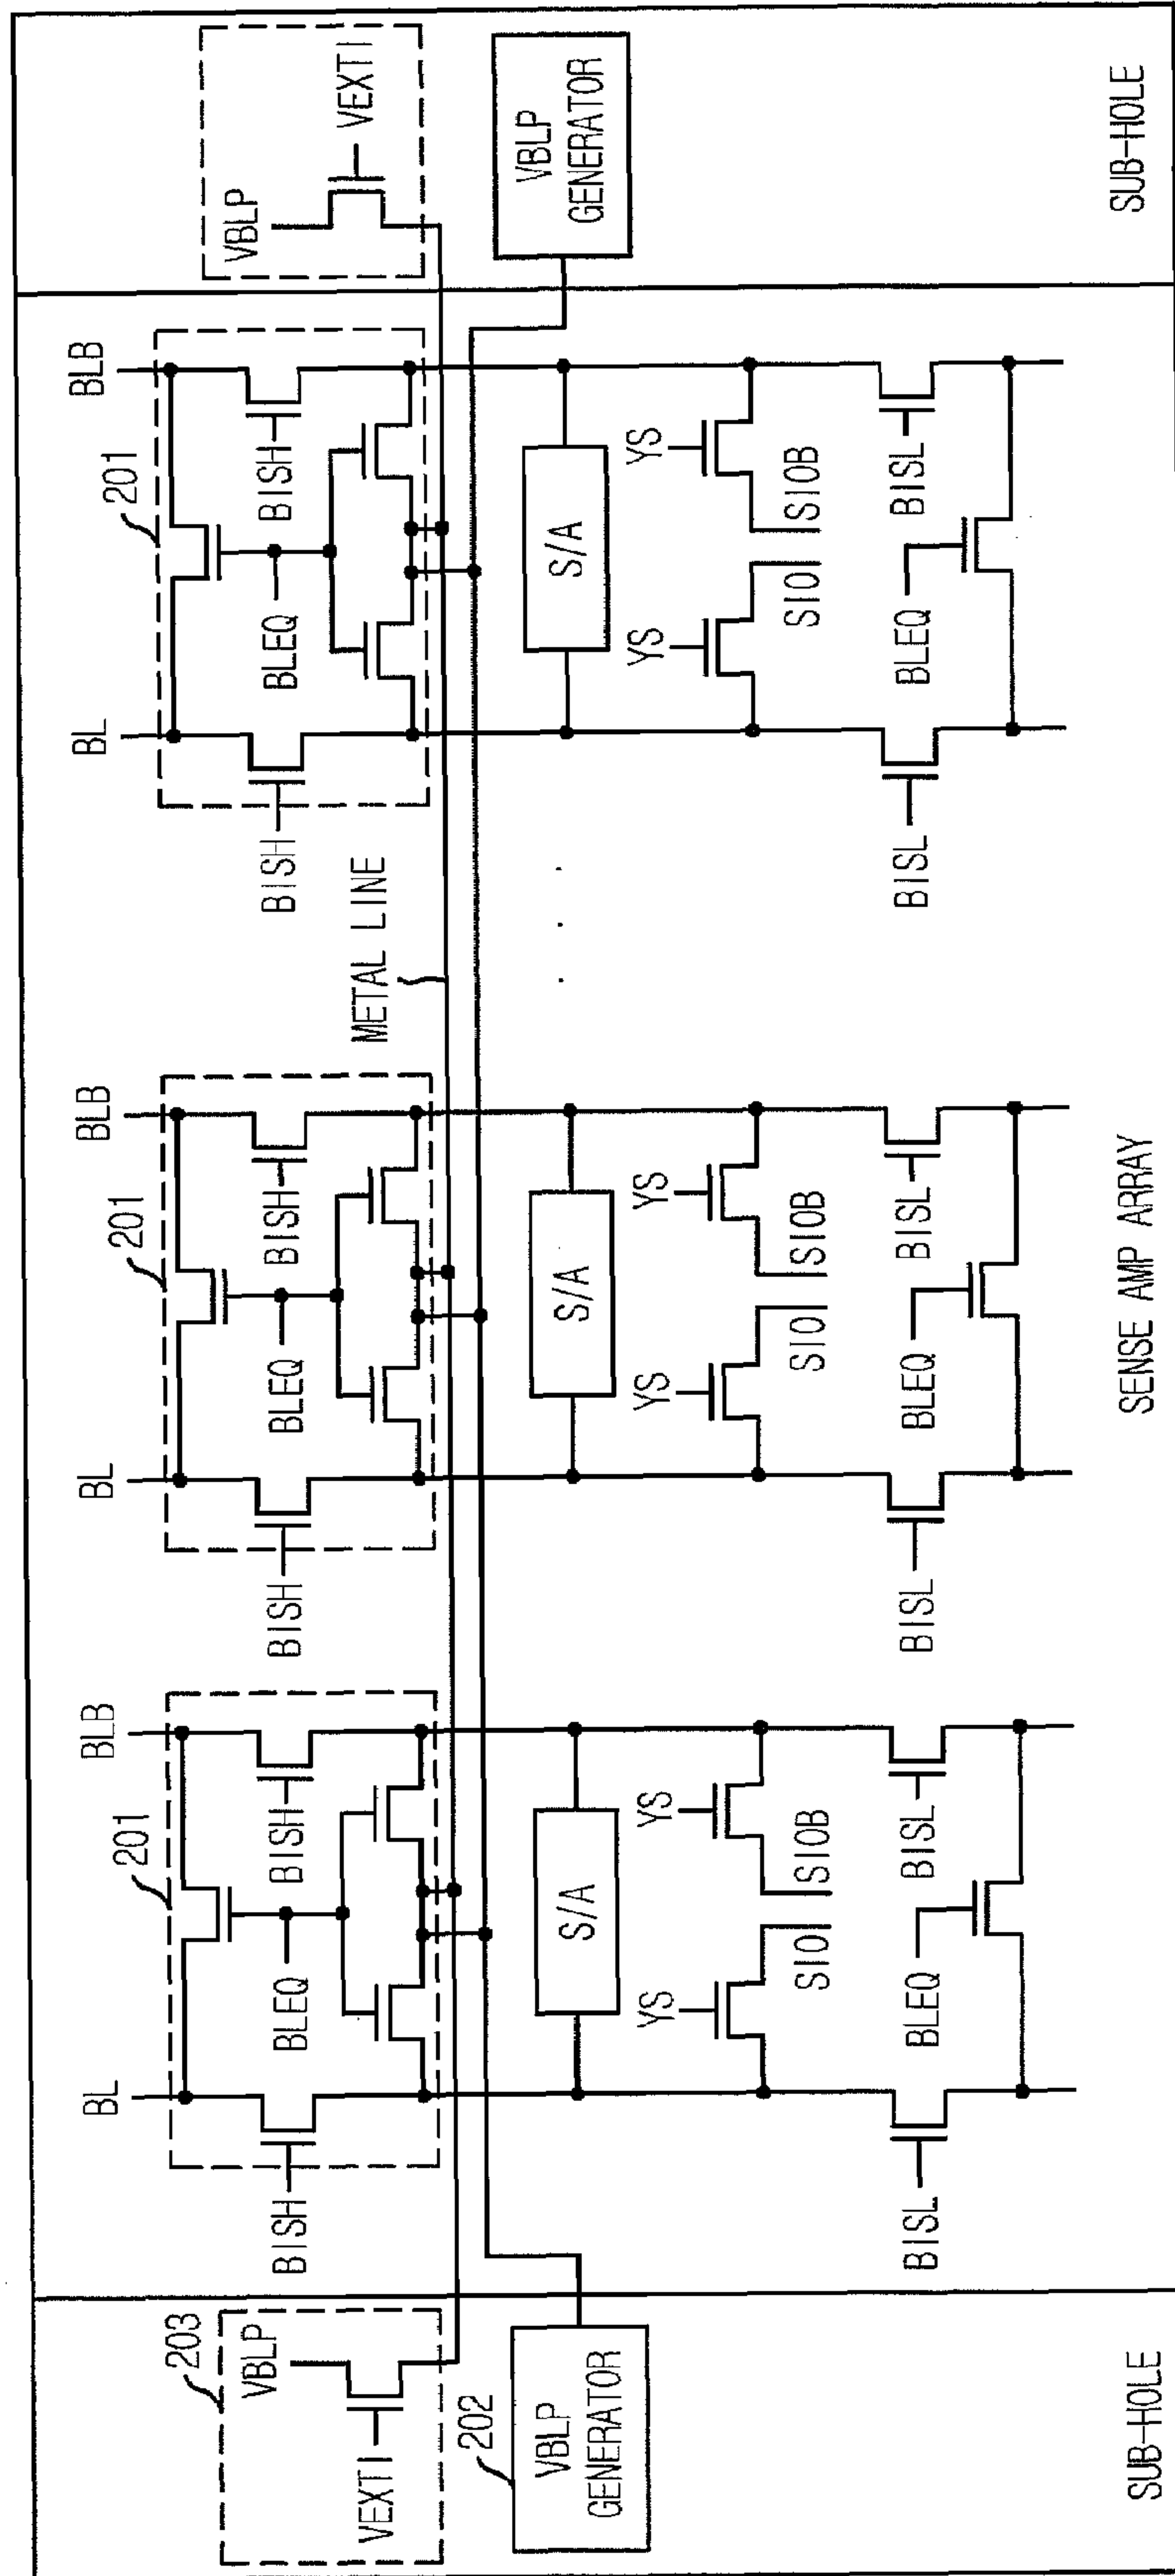 203
VBLP
VEXTI
202
VBLP
GENERATOR
SUB-HOLE
BL
BLB
201
BISH
BISH
BLEQ
S/A
YS
YS
SIO
SIOB
BISL
BISL
BLEQ
BL
BLB
201
BISH
BISH
BLEQ
S/A
YS
YS
SIO
SIOB
BISL
BISL
BLEQ
SENSE AMP ARRAY
METAL LINE
. . .
BL
BLB
201
BISH
BISH
BLEQ
S/A
YS
YS
SIO
SIOB
BISL
BISL
BLEQ
VBLP
VEXTI
VBLP
GENERATOR
SUB-HOLE